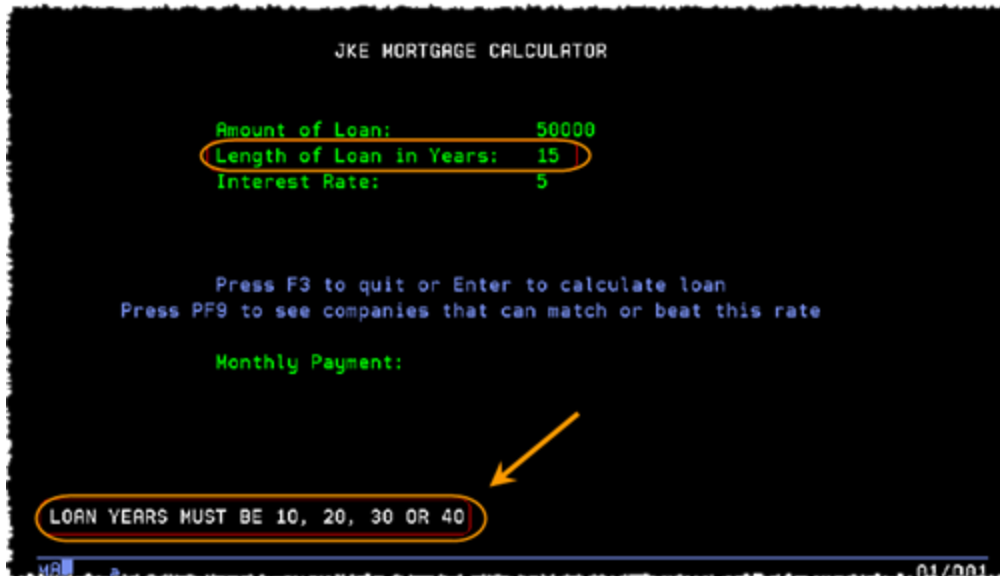 JKE MORTGAGE CALCULATOR
Amount of Loan: 50000
Length of Loan in Years: 15
Interest Rate: 5
Press F3 to quit or Enter to calculate loan
Press PF9 to see companies that can match or beat this rate
Monthly Payment:
LOAN YEARS MUST BE 10, 20, 30 OR 40
MA a 01/001